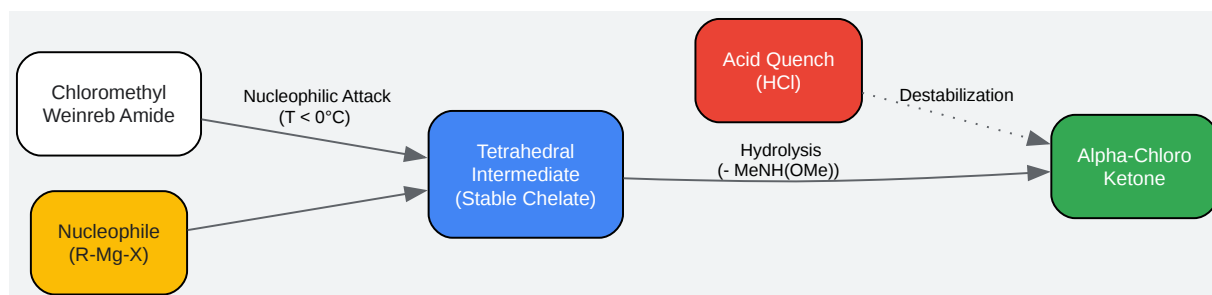 Chloromethyl
Weinreb Amide
Nucleophilic Attack
(T < 0°C)
Nucleophile
(R-Mg-X)
Tetrahedral
Intermediate
(Stable Chelate)
Acid Quench
(HCl)
Destabilization
Hydrolysis
(- MeNH(OMe))
Alpha-Chloro
Ketone